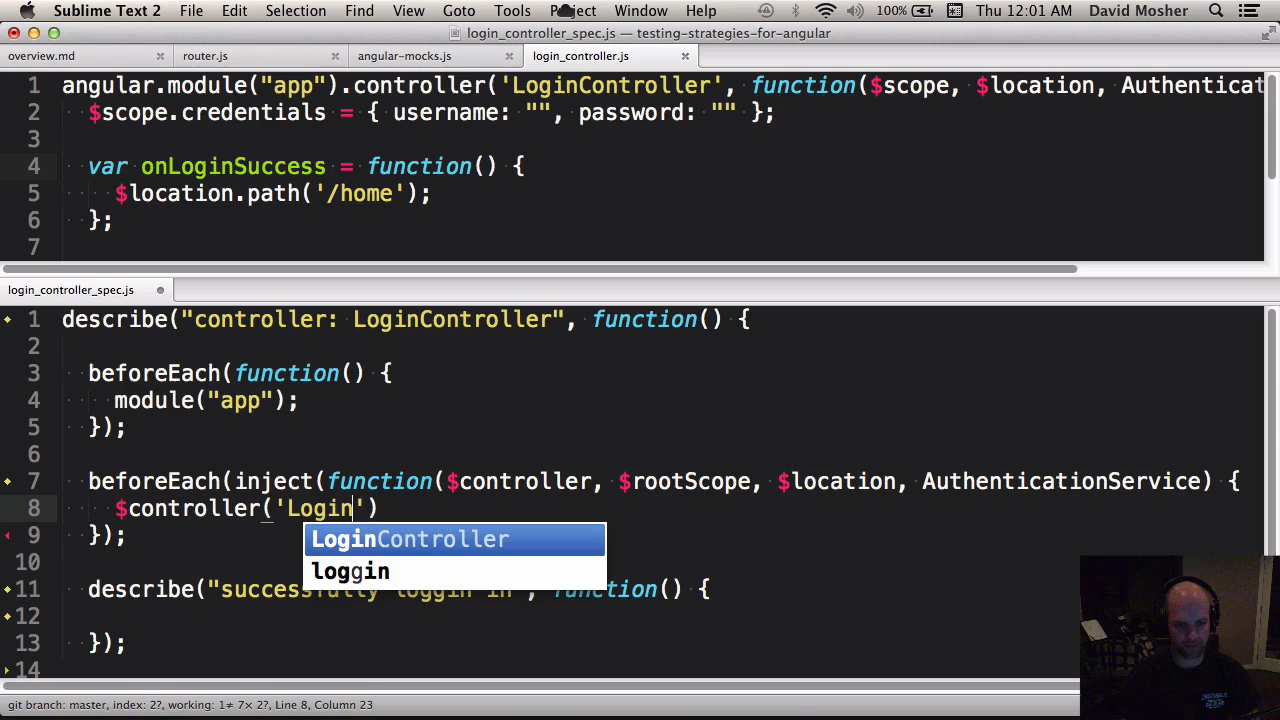 Sublime Text 2 File Edit Selection Find View Goto Tools Project Window Help 100% Thu 12:01 AM David Mosher
login_controller_spec.js — testing-strategies-for-angular
overview.md router.js angular-mocks.js login_controller.js
1 angular.module("app").controller('LoginController', function($scope, $location, Authenticat
2 $scope.credentials = { username: "", password: "" };
3
4 var onLoginSuccess = function() {
5 $location.path('/home');
6 };
7
login_controller_spec.js
1 describe("controller: LoginController", function() {
2
3 beforeEach(function() {
4 module("app");
5 });
6
7 beforeEach(inject(function($controller, $rootScope, $location, AuthenticationService) {
8 $controller('Login')
LoginController
9 });
loggin
10
11 describe("successfully loggin in", function() {
12
13 });
14
git branch: master, index: 2?, working: 1≠ 7× 2?, Line 8, Column 23